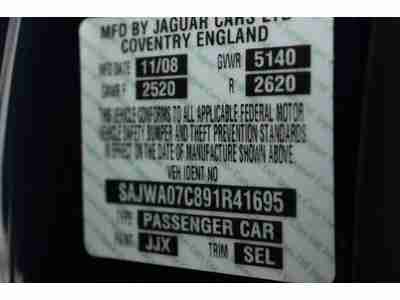 MFD BY JAGUAR CARS LTD
COVENTRY ENGLAND
MFD DATE 11/08 GVWR 5140
GAWR F 2520 R 2620
THIS VEHICLE CONFORMS TO ALL APPLICABLE FEDERAL MOTOR
VEHICLE SAFETY, BUMPER AND THEFT PREVENTION STANDARDS
IN EFFECT ON THE DATE OF MANUFACTURE SHOWN ABOVE.
VEH IDENT NO
SAJWA07C891R41695
TYPE PASSENGER CAR
PAINT JJX TRIM SEL